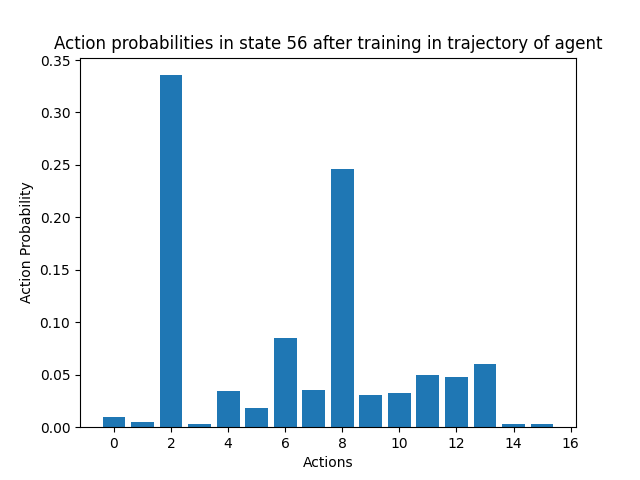 Action probabilities in state 56 after training in trajectory of agent
0.35
0.30
0.25
0.20
0.15
0.10
0.05
0.00
Action Probability
0 2 4 6 8 10 12 14 16
Actions